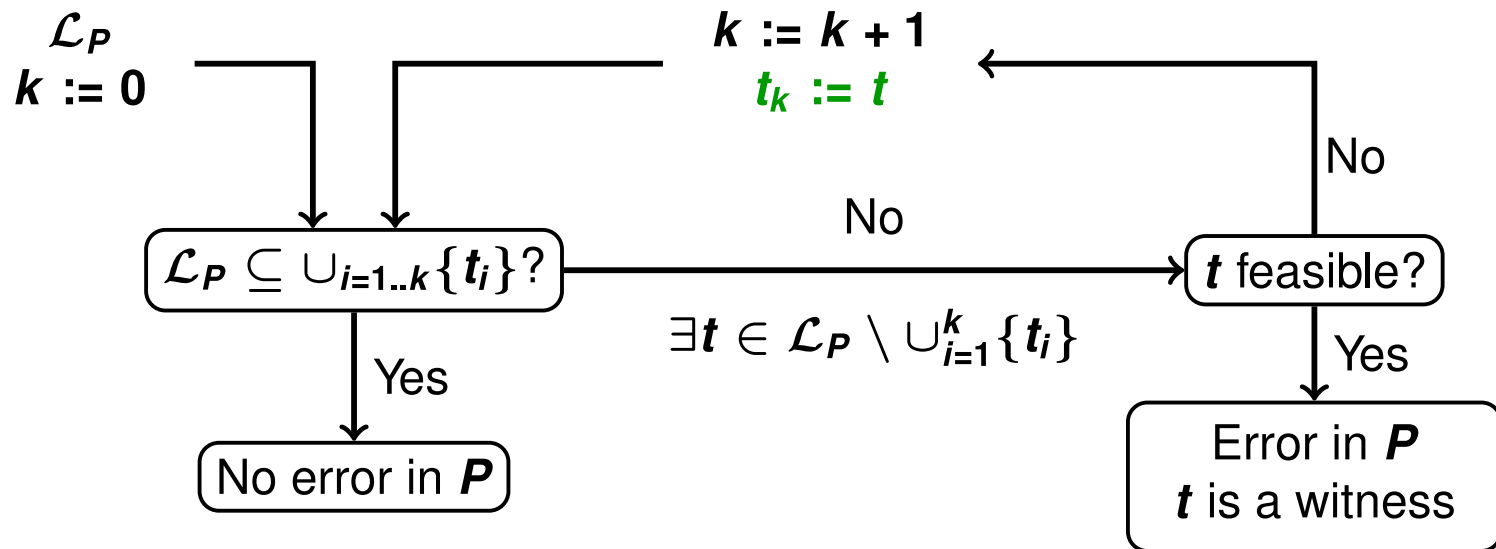 𝓛_P
k := 0
k := k + 1
t_k := t
No
No
𝓛_P ⊆ ∪_{i=1..k}{t_i}?
t feasible?
∃t ∈ 𝓛_P \ ∪_{i=1}^{k}{t_i}
Yes
Yes
No error in P
Error in P
t is a witness